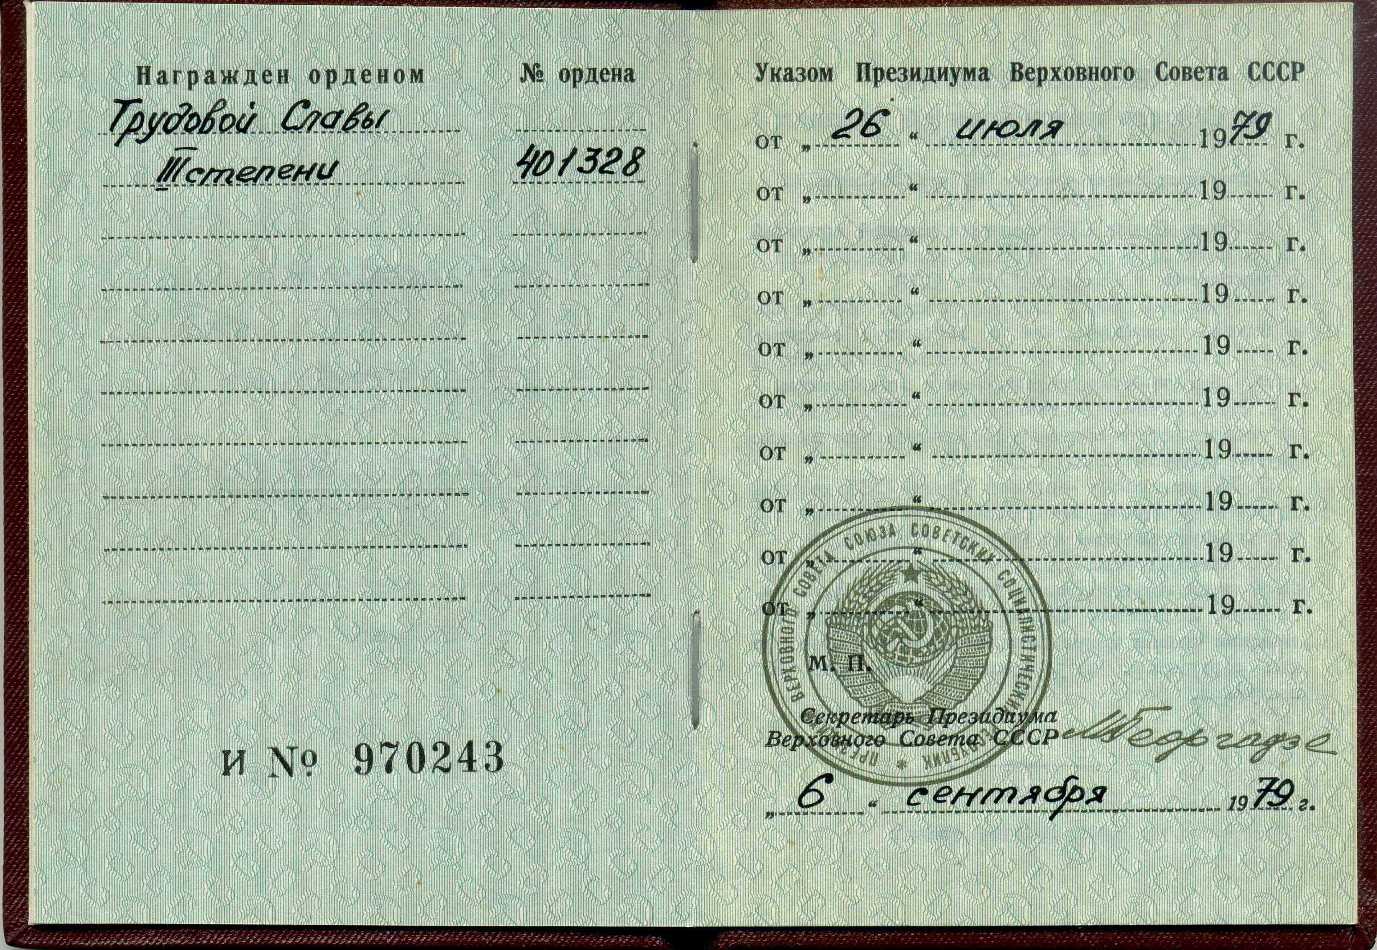 Награжден орденом
№ ордена
Трудовой Славы
III степени
401328
И № 970243
Указом Президиума Верховного Совета СССР
от „ 26 “ июля 1979 г.
от „ “ 19 г.
от „ “ 19 г.
от „ “ 19 г.
от „ “ 19 г.
от „ “ 19 г.
от „ “ 19 г.
от „ “ 19 г.
от „ “ 19 г.
от „ “ 19 г.
М. П.
ПРЕЗИДИУМ ВЕРХОВНОГО СОВЕТА СОЮЗА СОВЕТСКИХ СОЦИАЛИСТИЧЕСКИХ РЕСПУБЛИК
Секретарь Президиума
Верховного Совета СССР
МГеоргадзе
„ 6 “ сентября 1979 г.